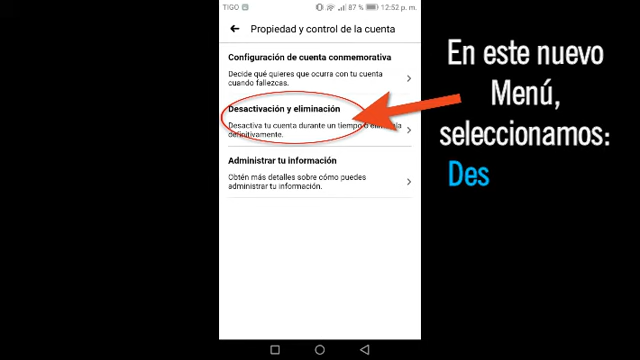 TIGO
87 % 12:52 p. m.
Propiedad y control de la cuenta
Configuración de cuenta conmemorativa
Decide qué quieres que ocurra con tu cuenta
cuando fallezcas.
Desactivación y eliminación
Desactiva tu cuenta durante un tiempo o
definitivamente.
Administrar tu información
Obtén más detalles sobre cómo puedes
administrar tu información.
En este nuevo
Menú,
seleccionamos:
Des